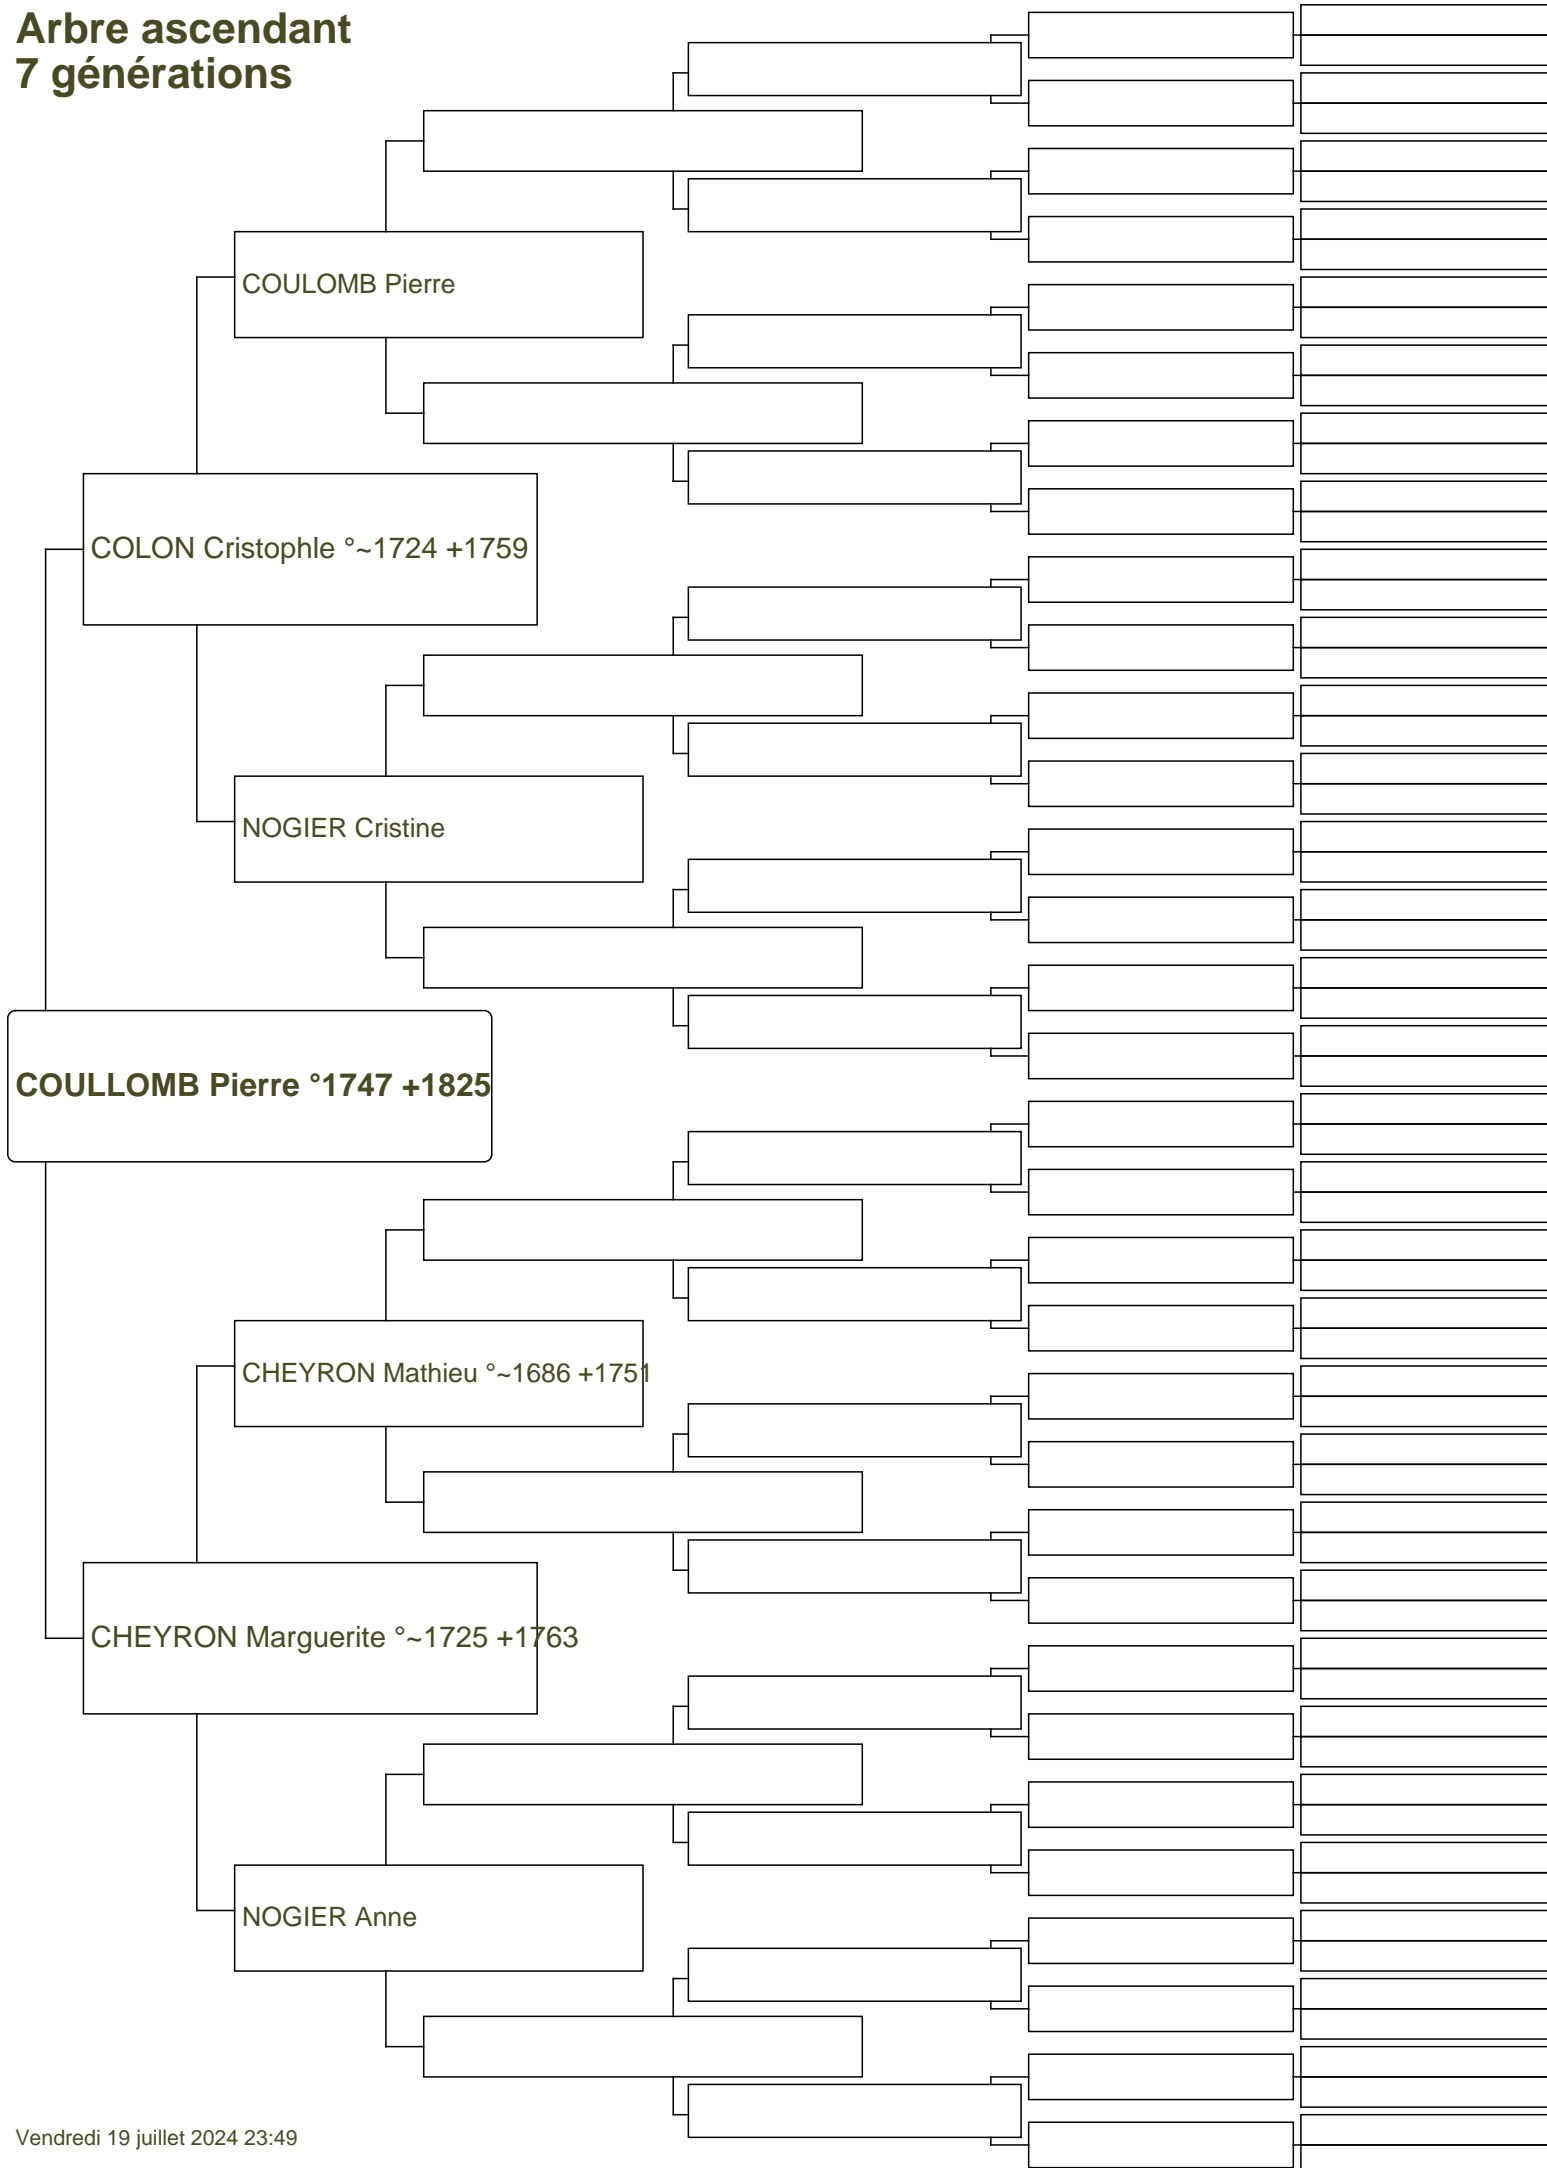 Arbre ascendant
7 générations
COULOMB Pierre
COLON Cristophle °~1724 +1759
NOGIER Cristine
COULLOMB Pierre °1747 +1825
CHEYRON Mathieu °~1686 +1751
CHEYRON Marguerite °~1725 +1763
NOGIER Anne
Vendredi 19 juillet 2024 23:49